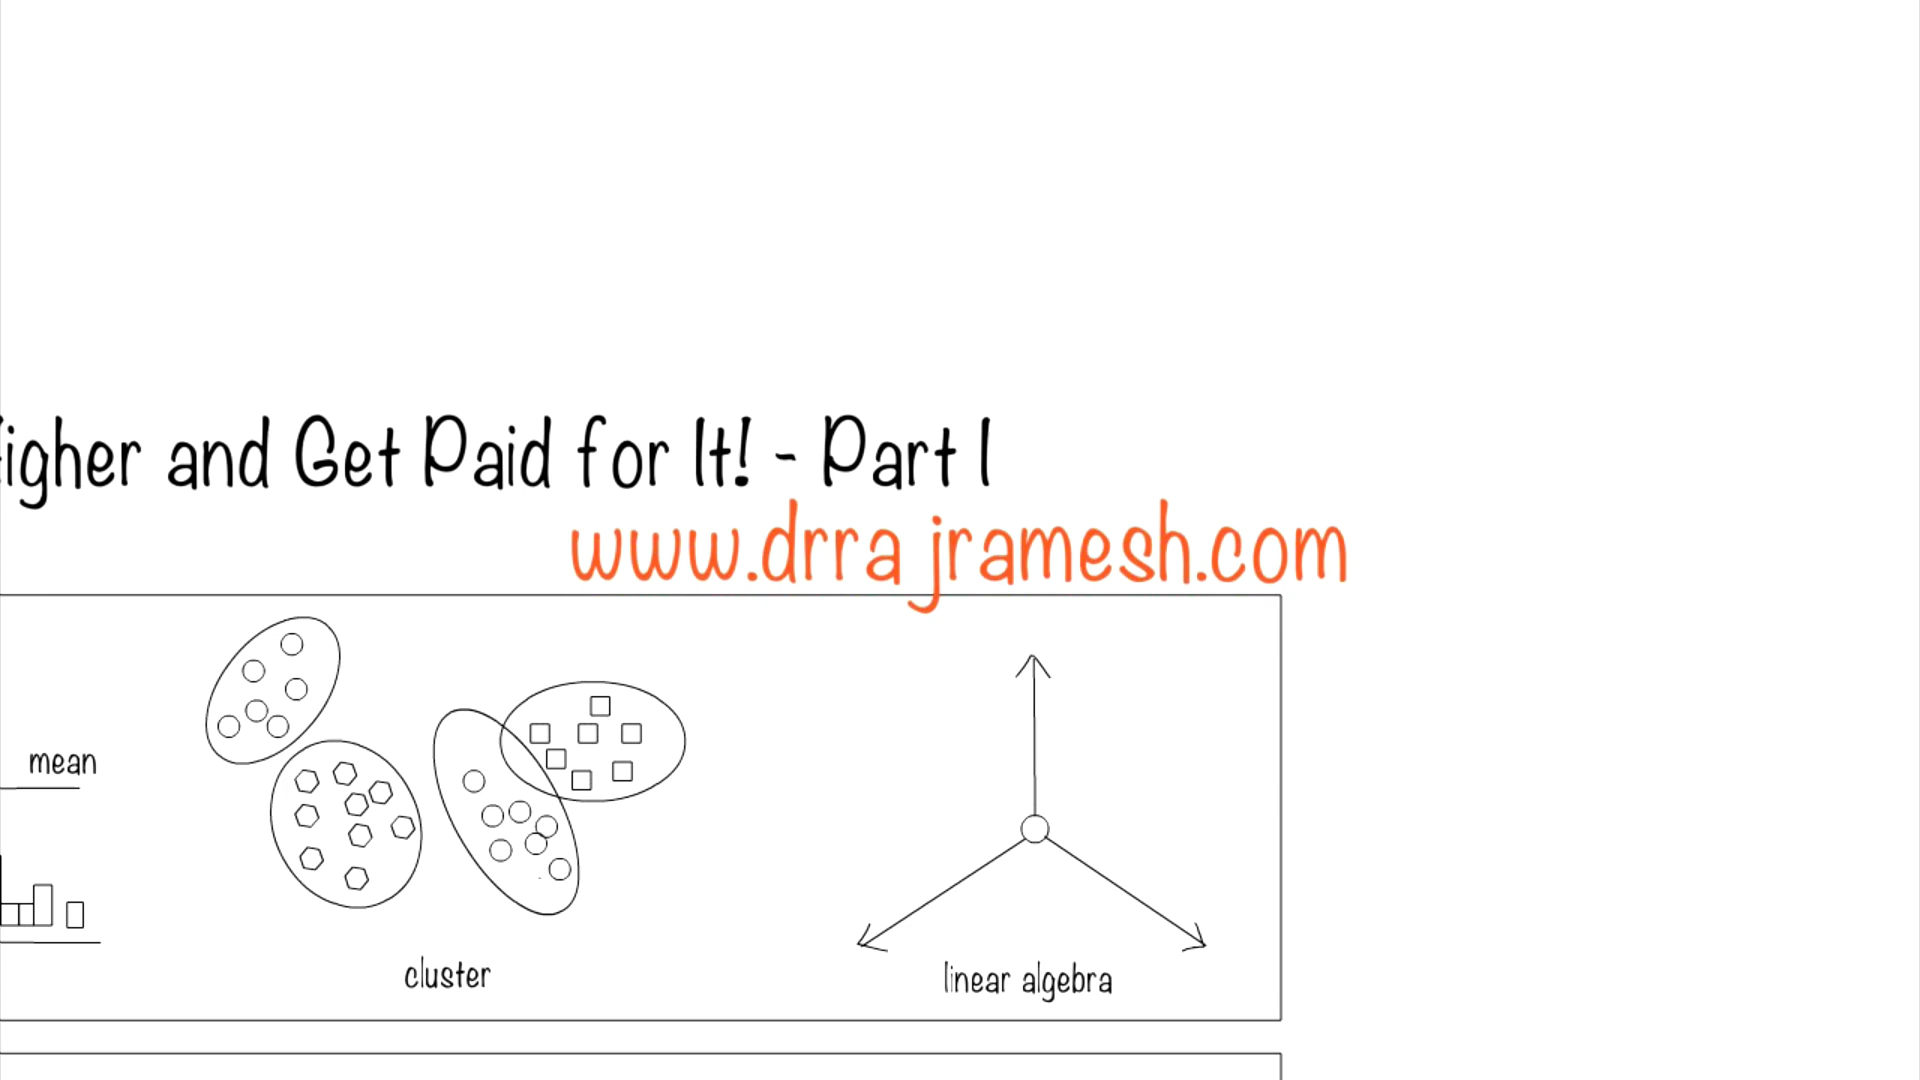 igher and Get Paid for It! - Part I
www.drrajramesh.com
mean
cluster
linear algebra